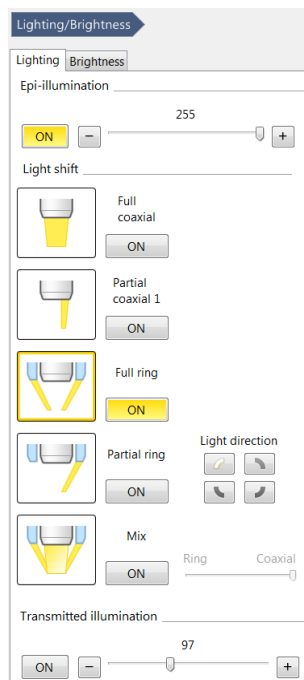 Lighting/Brightness
Lighting Brightness
Epi-illumination
255
ON − +
Light shift
Full
coaxial
ON
Partial
coaxial 1
ON
Full ring
ON
Partial ring
ON
Light direction
Mix
ON
Ring Coaxial
Transmitted illumination
97
ON − +